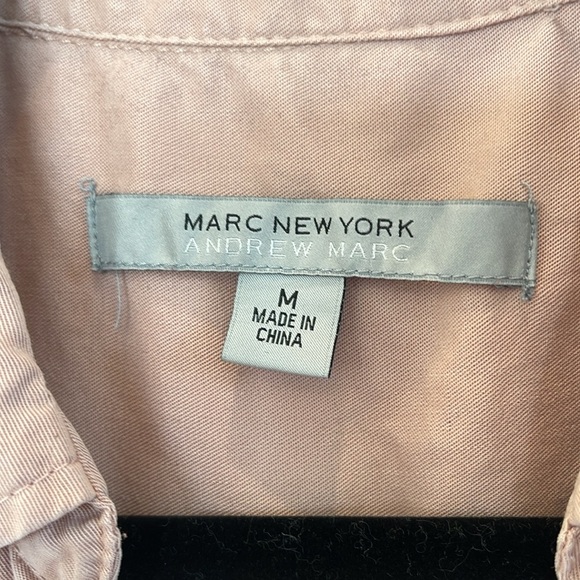 MARC NEW YORK
ANDREW MARC
M
MADE IN
CHINA